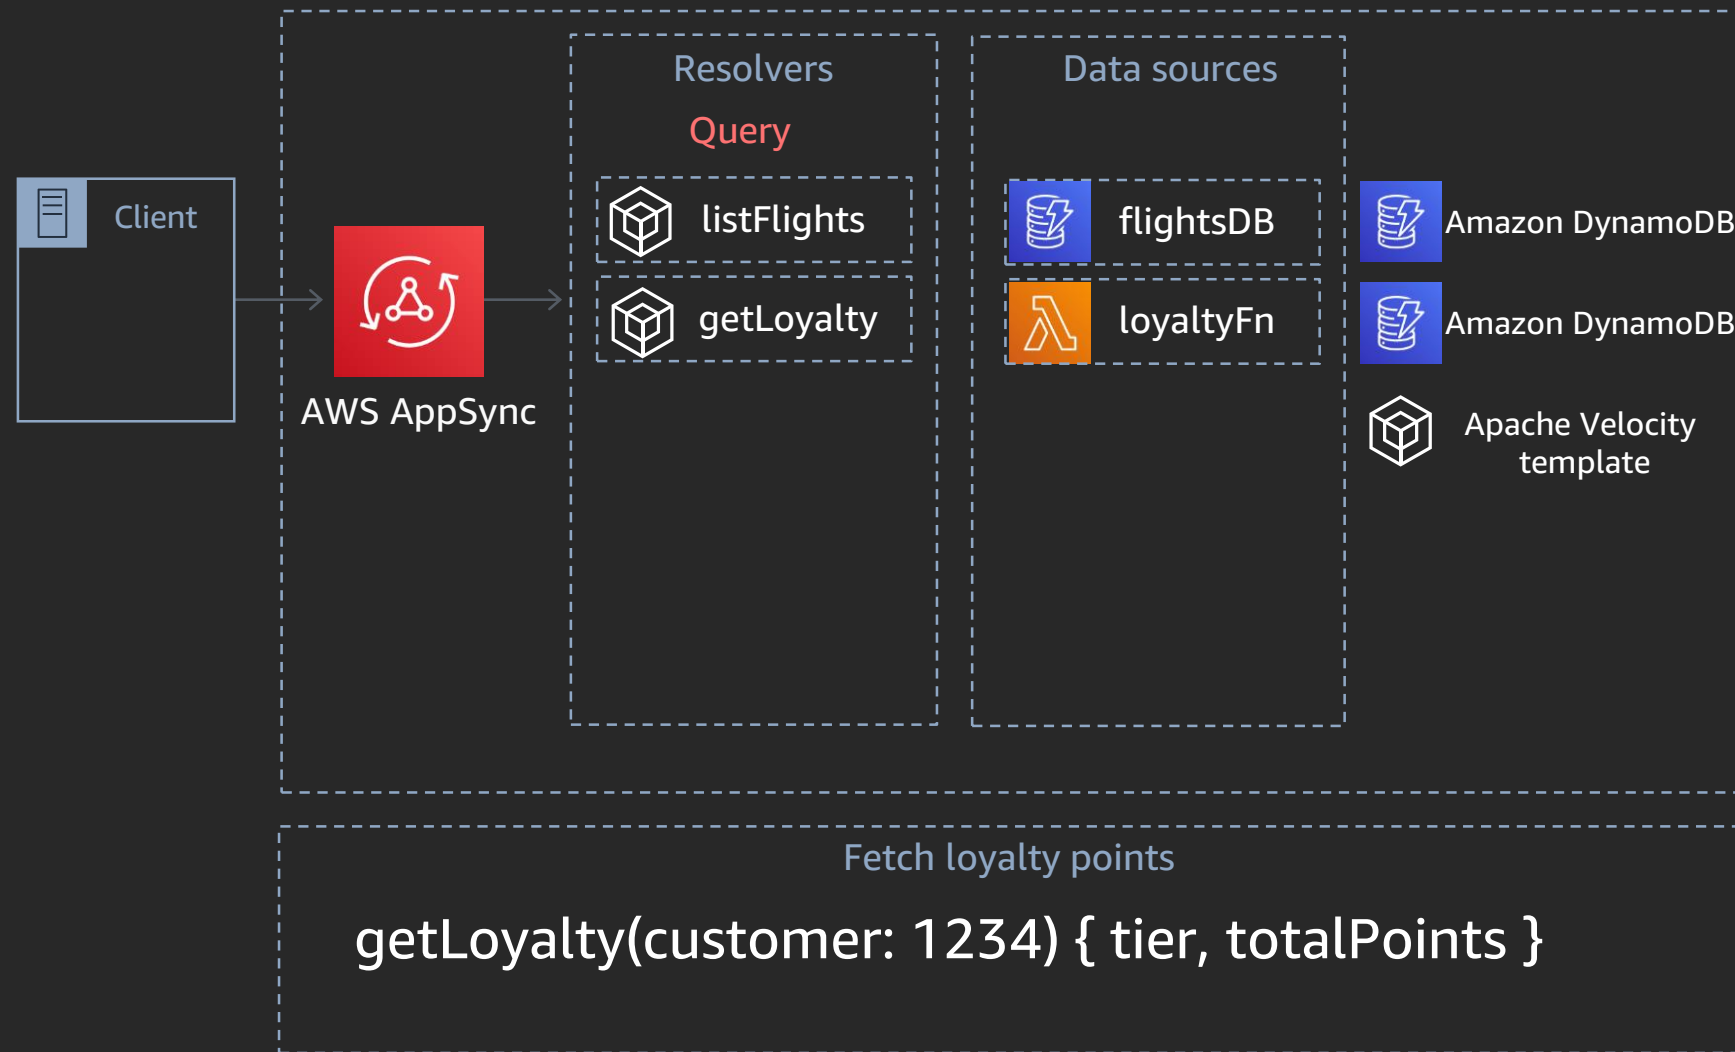 Resolvers
Data sources
Query
Client
listFlights
flightsDB
Amazon DynamoDB
getLoyalty
loyaltyFn
Amazon DynamoDB
AWS AppSync
Apache Velocity
template
Fetch loyalty points
getLoyalty(customer: 1234) { tier, totalPoints }